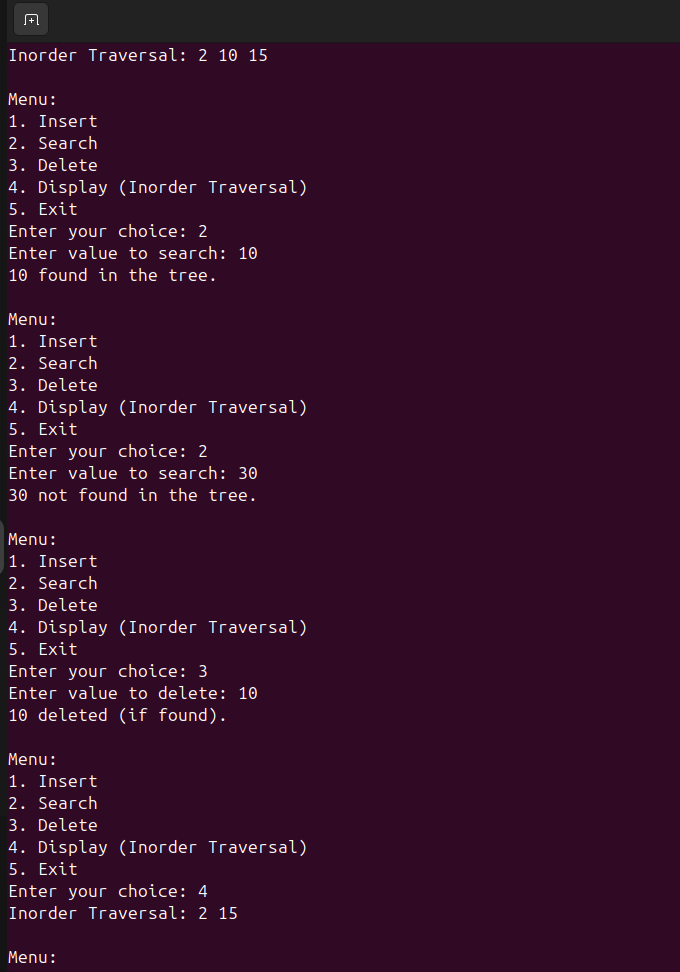 Inorder Traversal: 2 10 15
Menu:
1. Insert
2. Search
3. Delete
4. Display (Inorder Traversal)
5. Exit
Enter your choice: 2
Enter value to search: 10
10 found in the tree.
Menu:
1. Insert
2. Search
3. Delete
4. Display (Inorder Traversal)
5. Exit
Enter your choice: 2
Enter value to search: 30
30 not found in the tree.
Menu:
1. Insert
2. Search
3. Delete
4. Display (Inorder Traversal)
5. Exit
Enter your choice: 3
Enter value to delete: 10
10 deleted (if found).
Menu:
1. Insert
2. Search
3. Delete
4. Display (Inorder Traversal)
5. Exit
Enter your choice: 4
Inorder Traversal: 2 15
Menu: